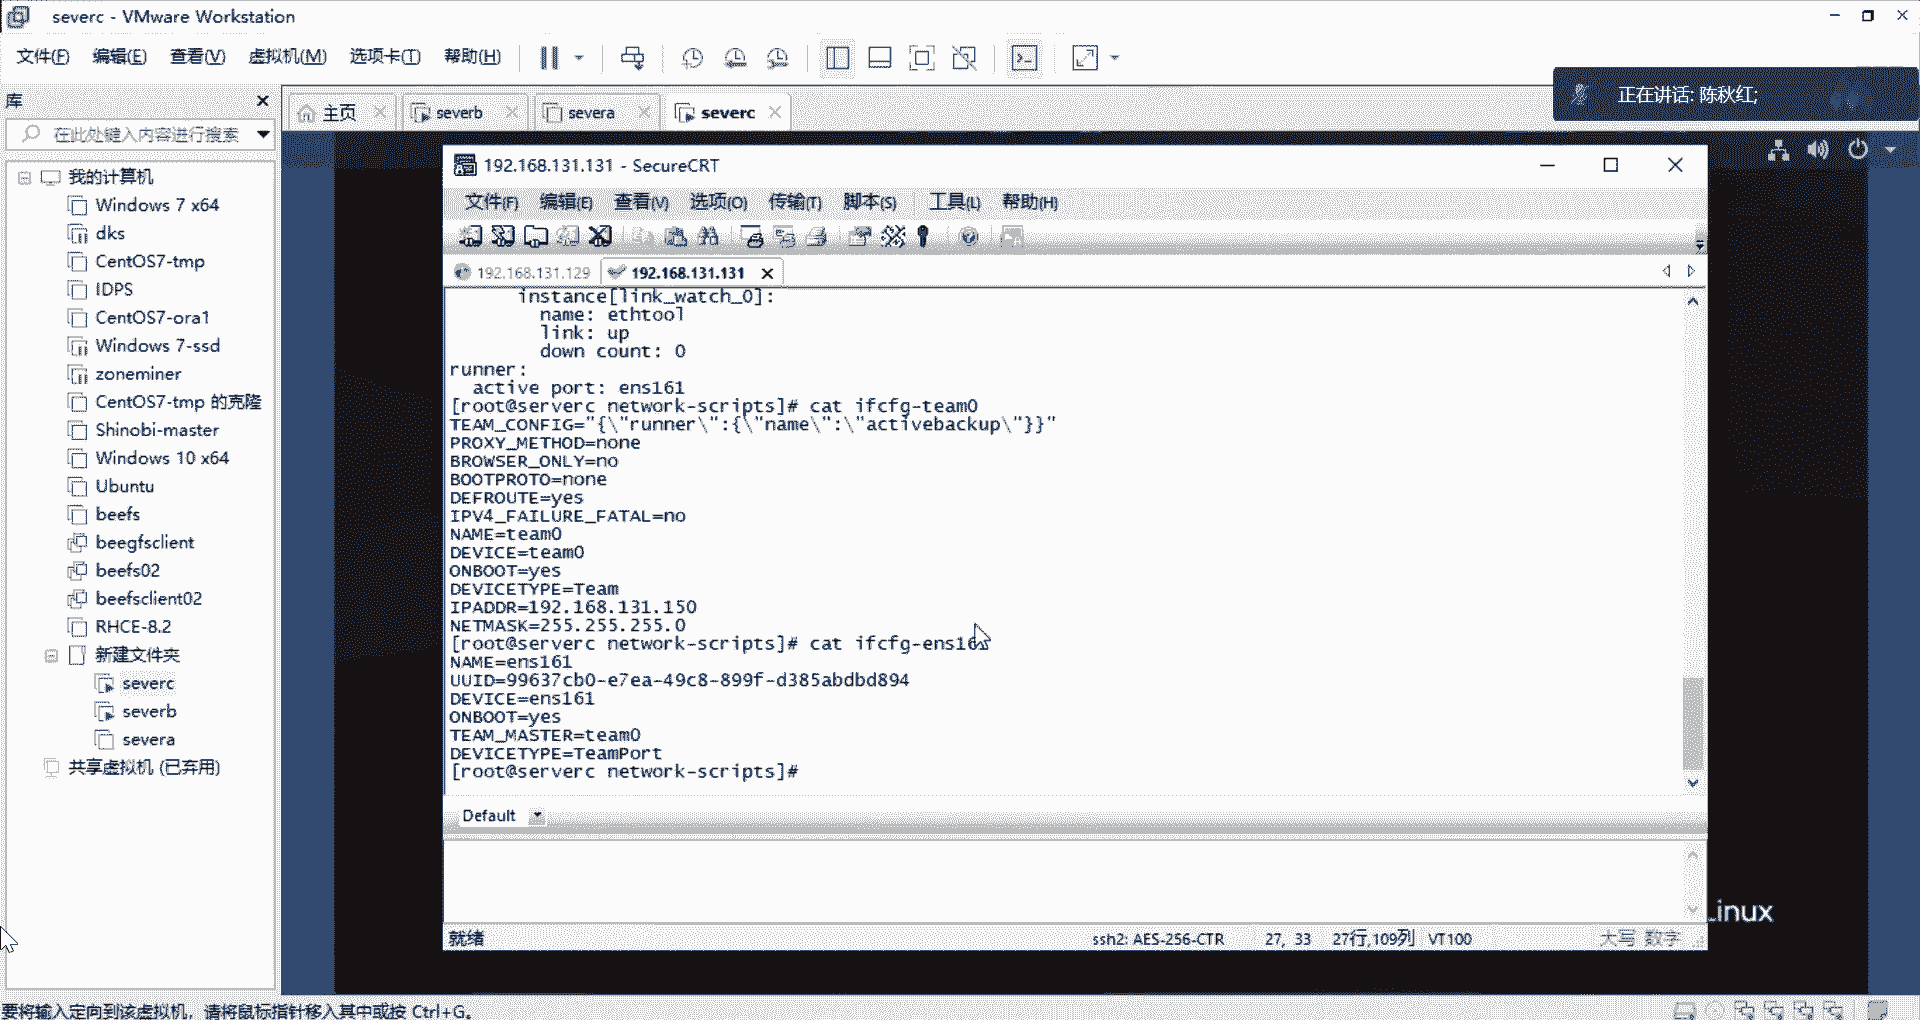 severc - VMware Workstation
文件(F) 编辑(E) 查看(V) 虚拟机(M) 选项卡(T) 帮助(H)
正在讲话: 陈秋红;
库
在此处键入内容进行搜索
主页 severb severa severc
我的计算机
Windows 7 x64
dks
CentOS7-tmp
IDPS
CentOS7-ora1
Windows 7-ssd
zoneminer
CentOS7-tmp 的克隆
Shinobi-master
Windows 10 x64
Ubuntu
beefs
beegfsclient
beefs02
beefsclient02
RHCE-8.2
新建文件夹
severc
severb
severa
共享虚拟机 (已弃用)
192.168.131.131 - SecureCRT
文件(F) 编辑(E) 查看(V) 选项(O) 传输(T) 脚本(S) 工具(L) 帮助(H)
192.168.131.129 192.168.131.131
instance[link_watch_0]:
name: ethtool
link: up
down count: 0
runner:
active port: ens161
[root@serverc network-scripts]# cat ifcfg-team0
TEAM_CONFIG="{\"runner\":{\"name\":\"activebackup\"}}"
PROXY_METHOD=none
BROWSER_ONLY=no
BOOTPROTO=none
DEFROUTE=yes
IPV4_FAILURE_FATAL=no
NAME=team0
DEVICE=team0
ONBOOT=yes
DEVICETYPE=Team
IPADDR=192.168.131.150
NETMASK=255.255.255.0
[root@serverc network-scripts]# cat ifcfg-ens161
NAME=ens161
UUID=99637cb0-e7ea-49c8-899f-d385abdbd894
DEVICE=ens161
ONBOOT=yes
TEAM_MASTER=team0
DEVICETYPE=TeamPort
[root@serverc network-scripts]#
Default
Linux
就绪 ssh2: AES-256-CTR 27, 33 27行,109列 VT100 大写 数字
要将输入定向到该虚拟机，请将鼠标指针移入其中或按 Ctrl+G。